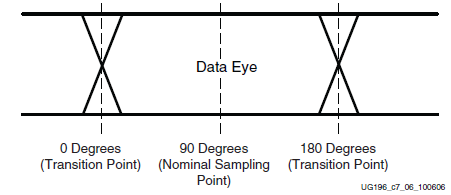 Data Eye
0 Degrees
(Transition Point)
90 Degrees
(Nominal Sampling
Point)
180 Degrees
(Transition Point)
UG196_c7_06_100606